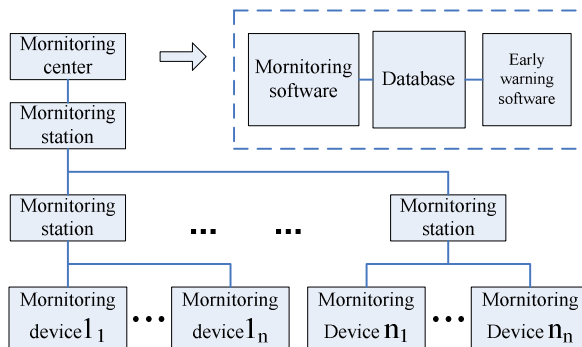 Mornitoring
center
Mornitoring
software
Database
Early
warning
software
Mornitoring
station
Mornitoring
station
...
...
Mornitoring
station
Mornitoring
device1₁
...
Mornitoring
device1ₙ
Mornitoring
Device n₁
...
Mornitoring
Device nₙ